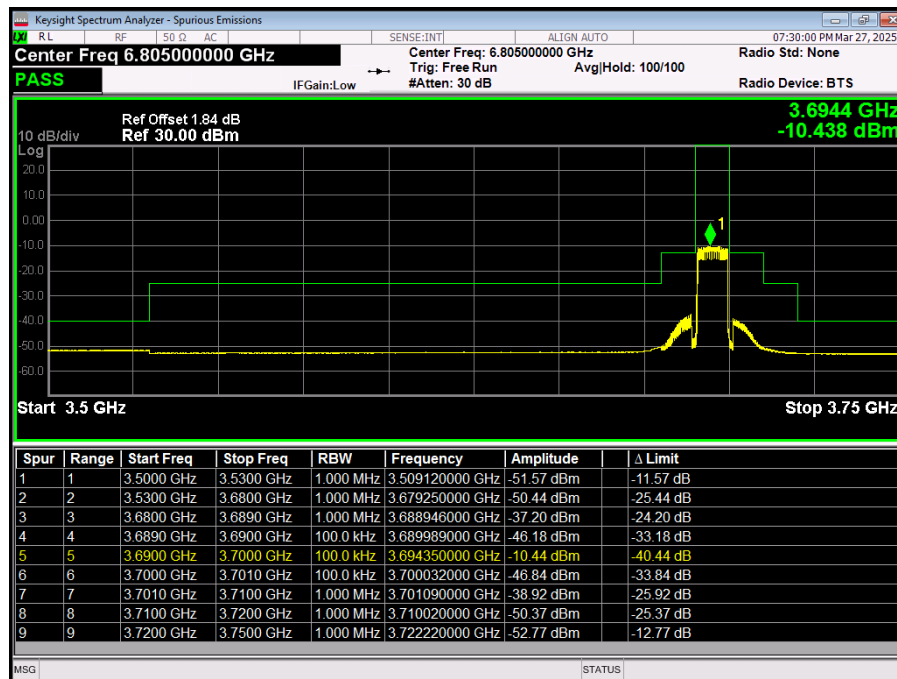 Keysight Spectrum Analyzer - Spurious Emissions
LXI RL RF 50 Ω AC SENSE:INT ALIGN AUTO 07:30:00 PM Mar 27, 2025
Center Freq 6.805000000 GHz Center Freq: 6.805000000 GHz Radio Std: None
Trig: Free Run Avg|Hold: 100/100
PASS IFGain:Low #Atten: 30 dB Radio Device: BTS
3.6944 GHz
-10.438 dBm
Ref Offset 1.84 dB
10 dB/div Ref 30.00 dBm
Log
20.0
10.0
0.00
1
-10.0
-20.0
-30.0
-40.0
-50.0
-60.0
Start 3.5 GHz Stop 3.75 GHz
Spur Range Start Freq Stop Freq RBW Frequency Amplitude Δ Limit
1 1 3.5000 GHz 3.5300 GHz 1.000 MHz 3.509120000 GHz -51.57 dBm -11.57 dB
2 2 3.5300 GHz 3.6800 GHz 1.000 MHz 3.679250000 GHz -50.44 dBm -25.44 dB
3 3 3.6800 GHz 3.6890 GHz 1.000 MHz 3.688946000 GHz -37.20 dBm -24.20 dB
4 4 3.6890 GHz 3.6900 GHz 100.0 kHz 3.689989000 GHz -46.18 dBm -33.18 dB
5 5 3.6900 GHz 3.7000 GHz 100.0 kHz 3.694350000 GHz -10.44 dBm -40.44 dB
6 6 3.7000 GHz 3.7010 GHz 100.0 kHz 3.700032000 GHz -46.84 dBm -33.84 dB
7 7 3.7010 GHz 3.7100 GHz 1.000 MHz 3.701090000 GHz -38.92 dBm -25.92 dB
8 8 3.7100 GHz 3.7200 GHz 1.000 MHz 3.710020000 GHz -50.37 dBm -25.37 dB
9 9 3.7200 GHz 3.7500 GHz 1.000 MHz 3.722220000 GHz -52.77 dBm -12.77 dB
MSG STATUS